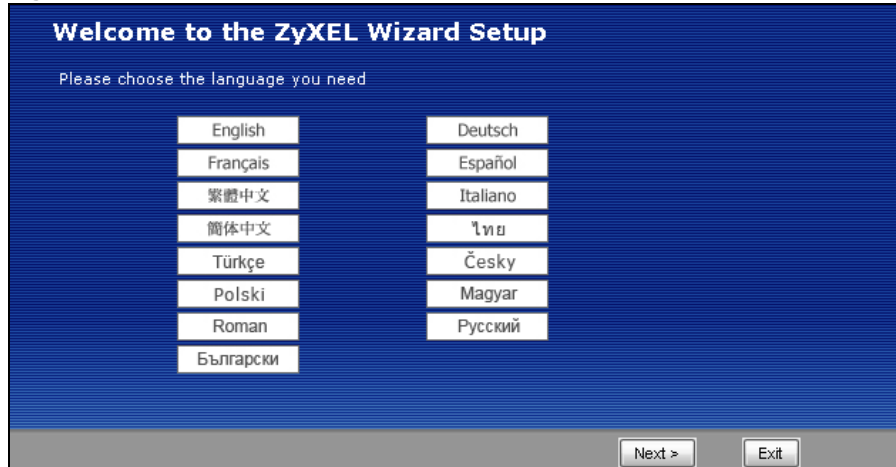 Welcome to the ZyXEL Wizard Setup
Please choose the language you need
English
Deutsch
Français
Español
繁體中文
Italiano
簡体中文
ไทย
Türkçe
Česky
Polski
Magyar
Roman
Русский
Български
Next >
Exit